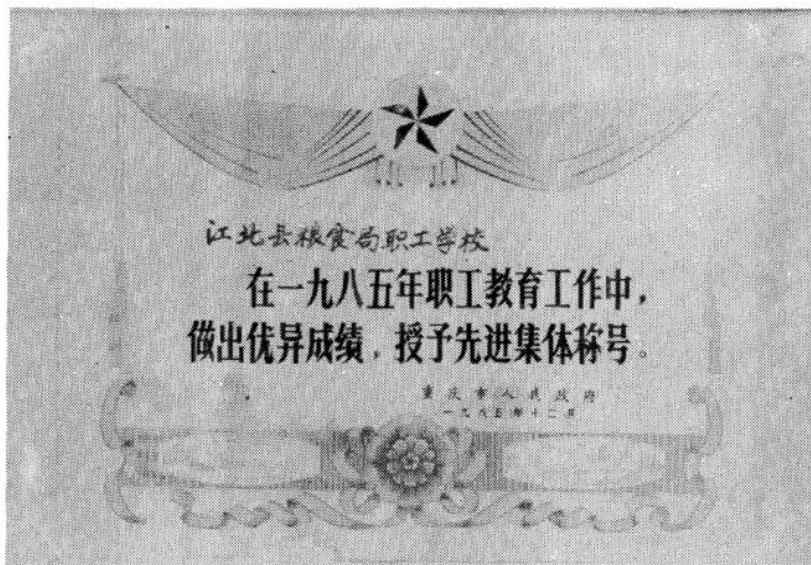 江北县粮食局职工学校
在一九八五年职工教育工作中，
做出优异成绩，授予先进集体称号。
重庆市人民政府
一九八五年十二月